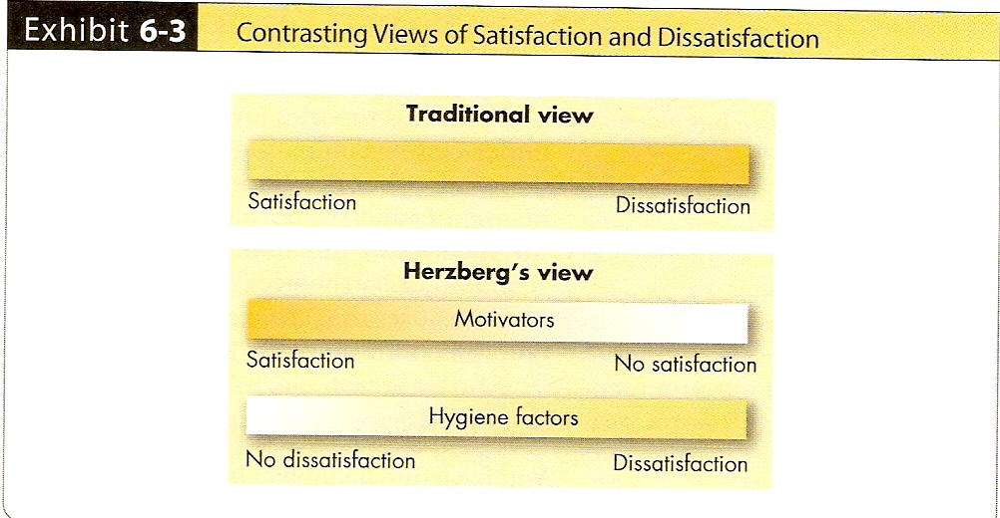 Exhibit 6-3 Contrasting Views of Satisfaction and Dissatisfaction
Traditional view
Satisfaction Dissatisfaction
Herzberg's view
Motivators
Satisfaction No satisfaction
Hygiene factors
No dissatisfaction Dissatisfaction